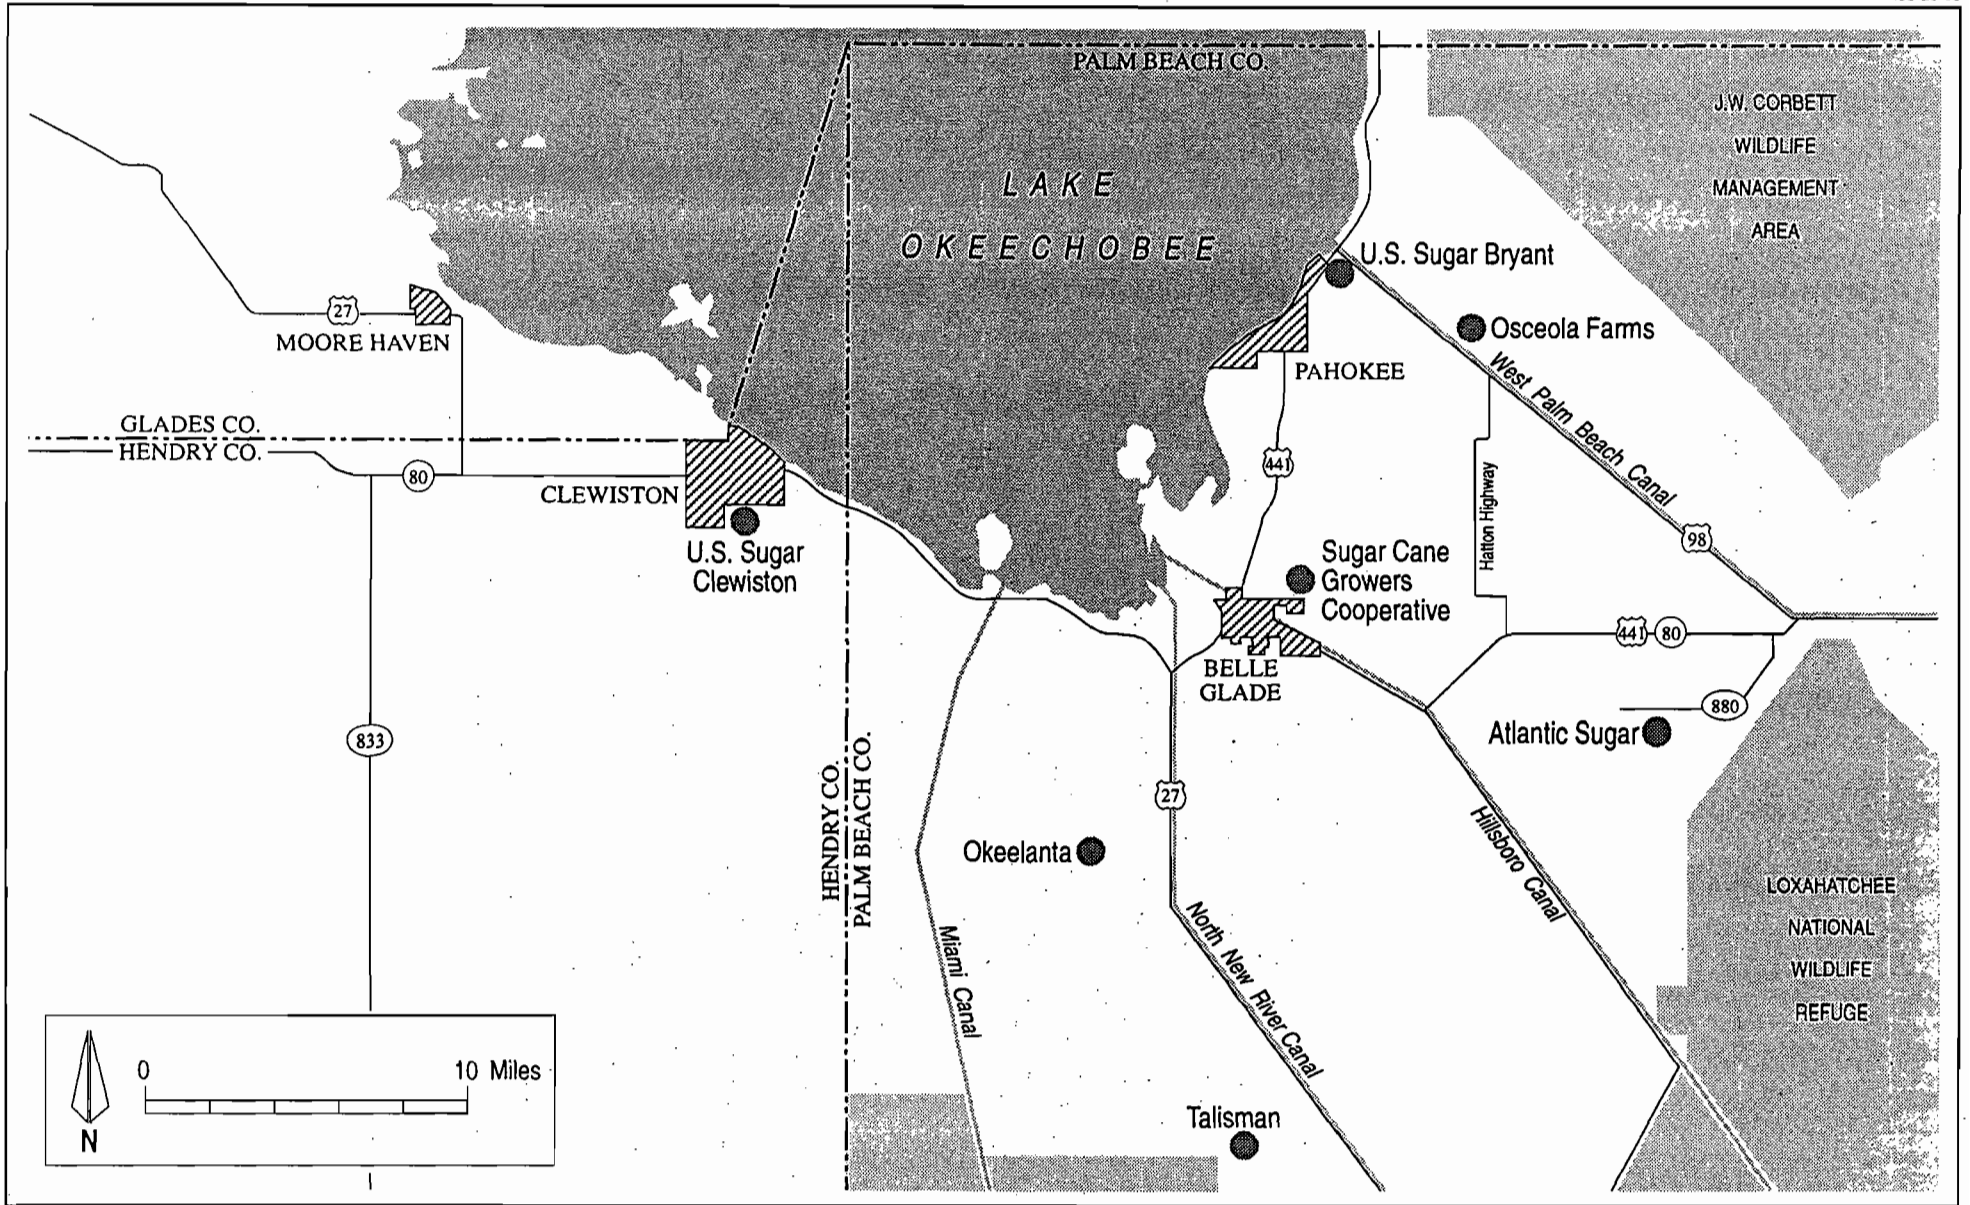 PALM BEACH CO.
J.W. CORBETT
WILDLIFE
MANAGEMENT
AREA
LAKE
OKEECHOBEE
U.S. Sugar Bryant
Osceola Farms
27
MOORE HAVEN
PAHOKEE
West Palm Beach Canal
GLADES CO.
HENDRY CO.
80
CLEWISTON
U.S. Sugar
Clewiston
441
Hatton Highway
98
Sugar Cane
Growers
Cooperative
441
80
BELLE
GLADE
880
Atlantic Sugar
833
HENDRY CO.
PALM BEACH CO.
27
Okeelanta
Hillsboro Canal
Miami Canal
North New River Canal
LOXAHATCHEE
NATIONAL
WILDLIFE
REFUGE
0
10 Miles
N
Talisman